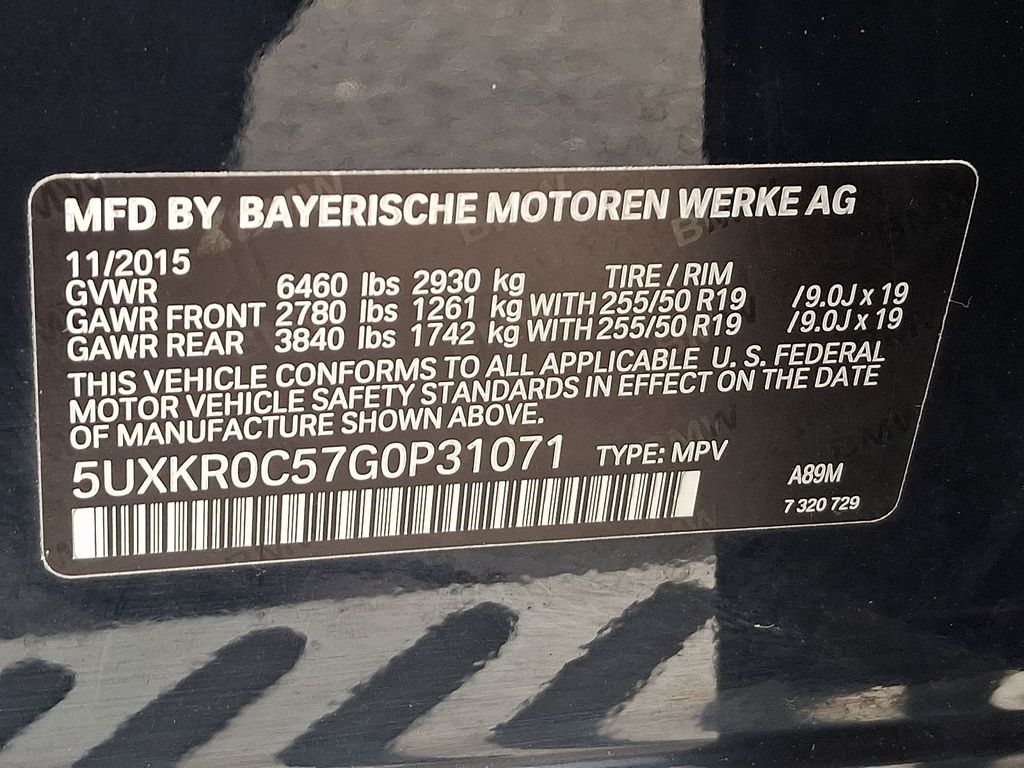 MFD BY BAYERISCHE MOTOREN WERKE AG
11/2015
GVWR 6460 lbs 2930 kg TIRE / RIM
GAWR FRONT 2780 lbs 1261 kg WITH 255/50 R19 /9.0J x 19
GAWR REAR 3840 lbs 1742 kg WITH 255/50 R19 /9.0J x 19
THIS VEHICLE CONFORMS TO ALL APPLICABLE U. S. FEDERAL
MOTOR VEHICLE SAFETY STANDARDS IN EFFECT ON THE DATE
OF MANUFACTURE SHOWN ABOVE.
5UXKR0C57G0P31071 TYPE: MPV
A89M
7 320 729